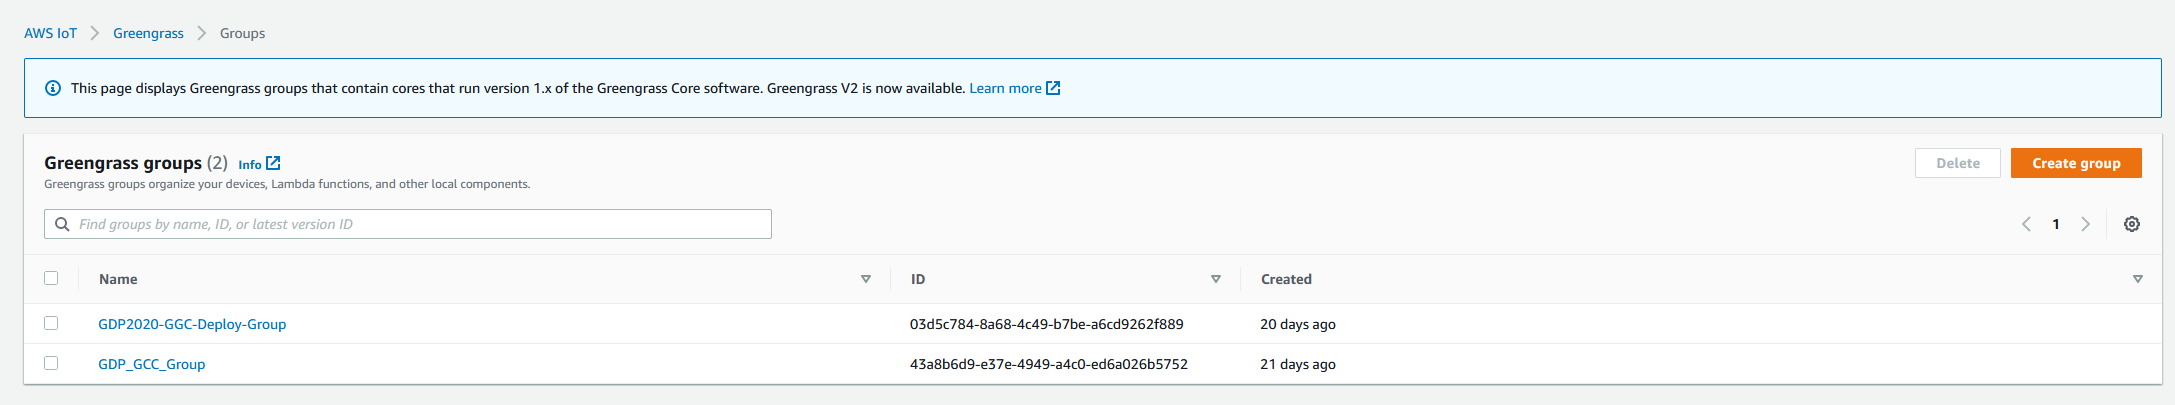 AWS IoT > Greengrass > Groups
This page displays Greengrass groups that contain cores that run version 1.x of the Greengrass Core software. Greengrass V2 is now available. Learn more
Greengrass groups (2) Info
Delete Create group
Greengrass groups organize your devices, Lambda functions, and other local components.
Find groups by name, ID, or latest version ID
1
Name ID Created
GDP2020-GGC-Deploy-Group 03d5c784-8a68-4c49-b7be-a6cd9262f889 20 days ago
GDP_GCC_Group 43a8b6d9-e37e-4949-a4c0-ed6a026b5752 21 days ago